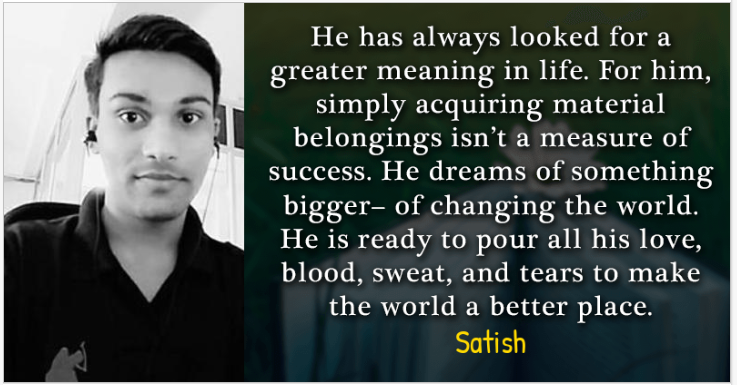 He has always looked for a
greater meaning in life. For him,
simply acquiring material
belongings isn’t a measure of
success. He dreams of something
bigger– of changing the world.
He is ready to pour all his love,
blood, sweat, and tears to make
the world a better place.
Satish